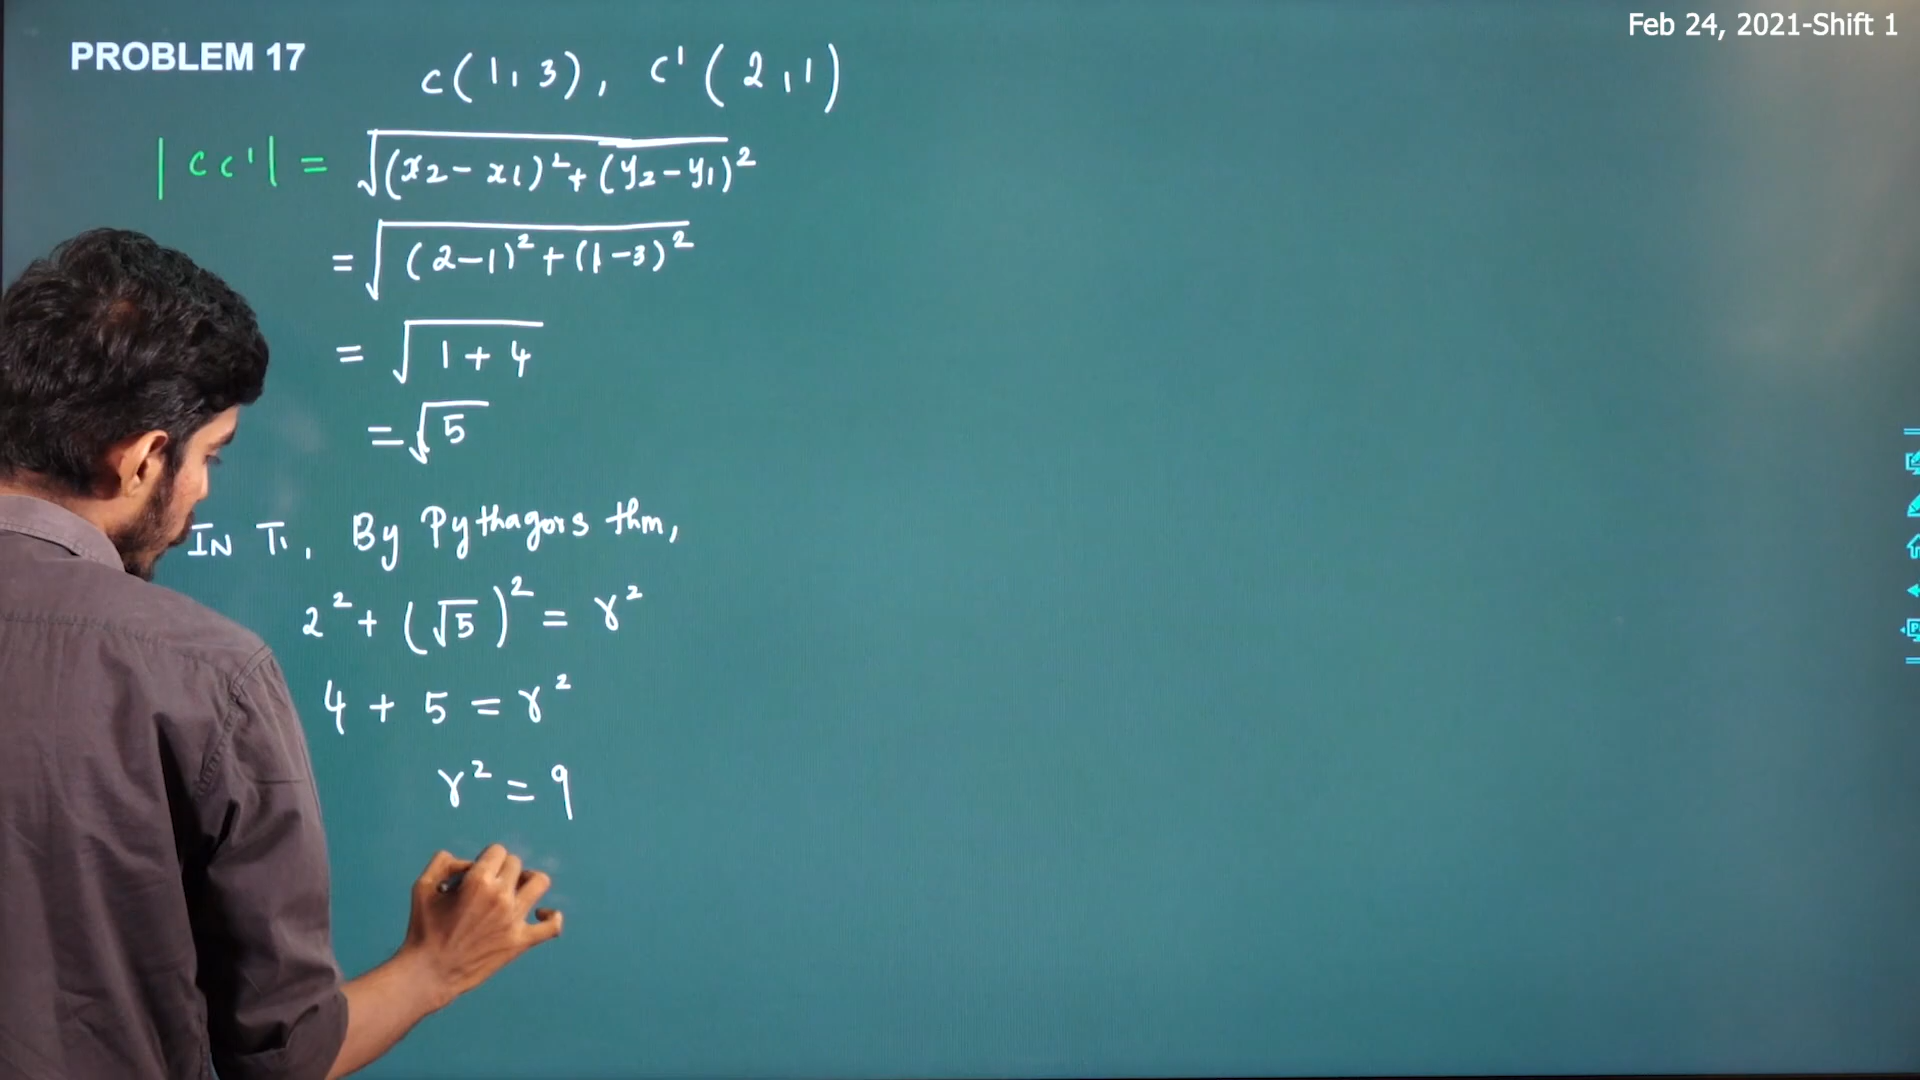 Feb 24, 2021-Shift 1
PROBLEM 17
C(1,3), C'(2,1)
|CC'| = √(x2-x1)²+(y2-y1)²
= √(2-1)²+(1-3)²
= √1+4
= √5
IN T1, By Pythagors thm,
2²+(√5)² = r²
4 + 5 = r²
r² = 9